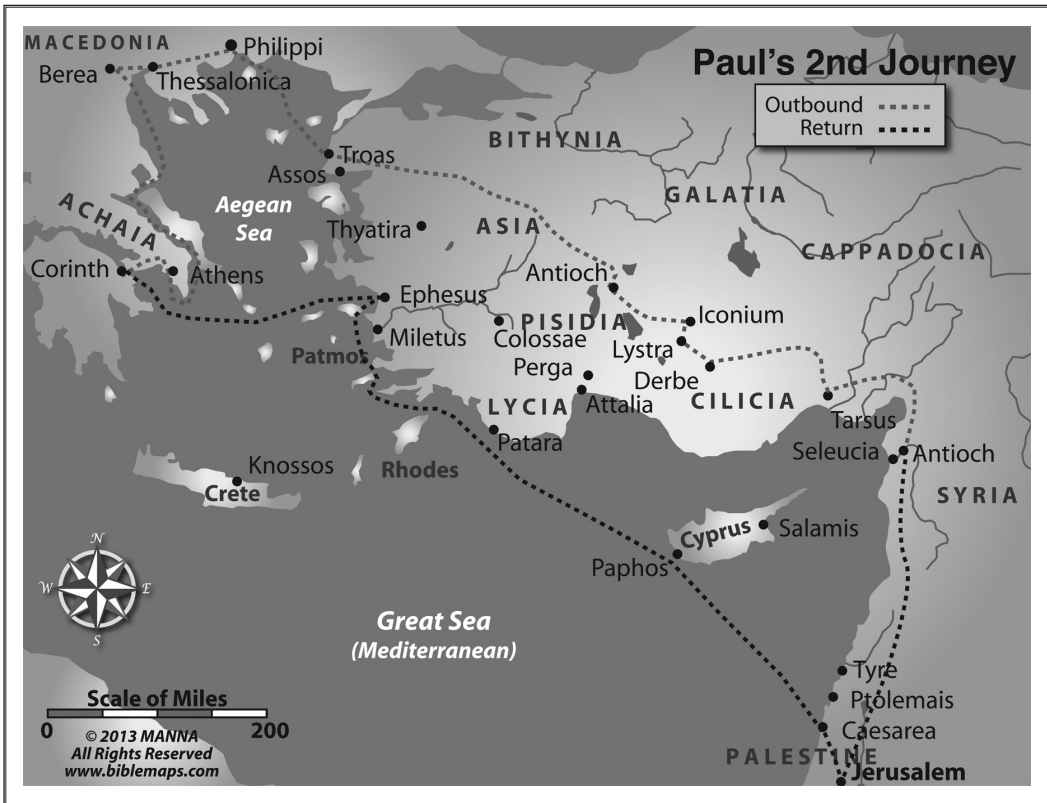 Paul's 2nd Journey
Outbound
Return
MACEDONIA
Philippi
Berea
Thessalonica
BITHYNIA
Troas
Assos
GALATIA
ACHAIA
Aegean
Sea
Thyatira
ASIA
CAPPADOCIA
Corinth
Athens
Antioch
Ephesus
PISIDIA
Iconium
Miletus
Colossae
Lystra
Patmos
Perga
Derbe
LYCIA
Attalia
CILICIA
Tarsus
Patara
Seleucia
Antioch
Rhodes
Knossos
Crete
SYRIA
Cyprus
Salamis
Paphos
N
W
E
S
Great Sea
(Mediterranean)
Tyre
Ptolemais
Caesarea
PALESTINE
Jerusalem
Scale of Miles
0
200
© 2013 MANNA
All Rights Reserved
www.biblemaps.com